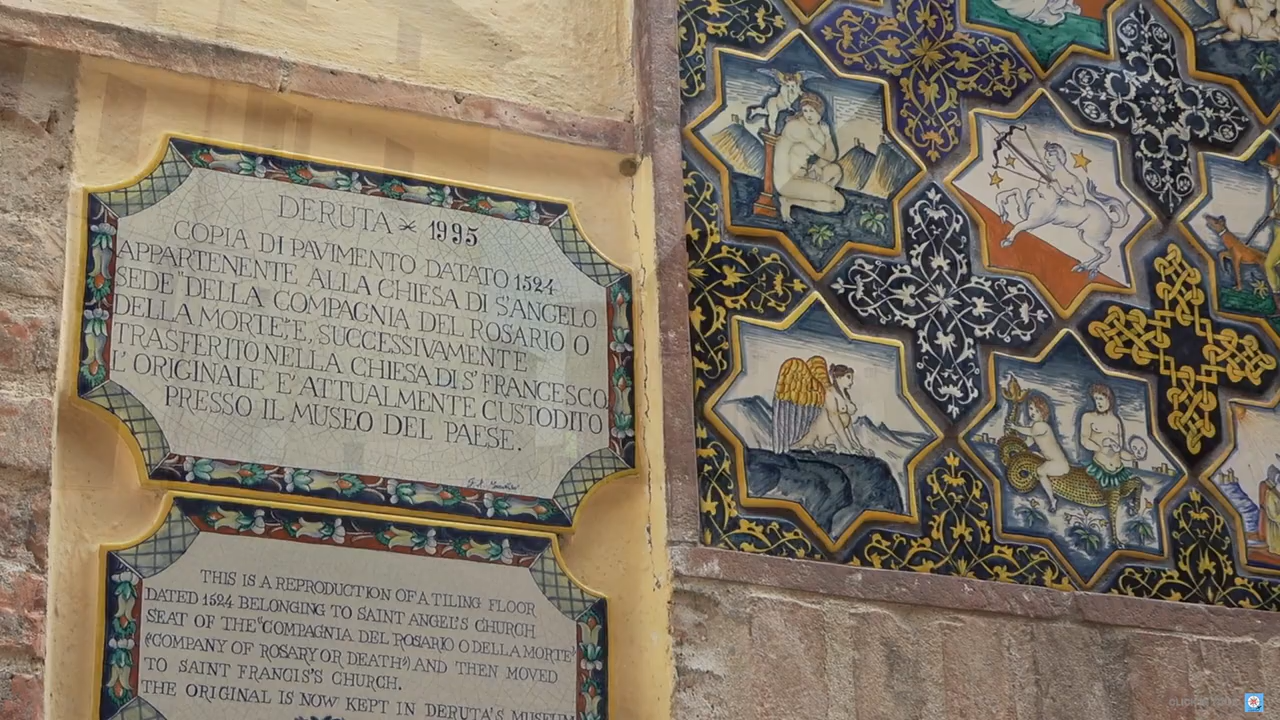 DERUTA 1995
COPIA DI PAVIMENTO DATATO 1524
APPARTENENTE ALLA CHIESA DI S'ANGELO
SEDE "DELLA COMPAGNIA DEL ROSARIO O
DELLA MORTE", E, SUCCESSIVAMENTE
TRASFERITO NELLA CHIESA DI S' FRANCESCO
L'ORIGINALE E' ATTUALMENTE CUSTODITO
PRESSO IL MUSEO DEL PAESE.
THIS IS A REPRODUCTION OF A TILING FLOOR
DATED 1524 BELONGING TO SAINT ANGEL'S CHURCH
SEAT OF THE "COMPAGNIA DEL ROSARIO O DELLA MORTE"
("COMPANY OF ROSARY OR DEATH") AND THEN MOVED
TO SAINT FRANCIS'S CHURCH.
THE ORIGINAL IS NOW KEPT IN DERUTA'S MUSEUM